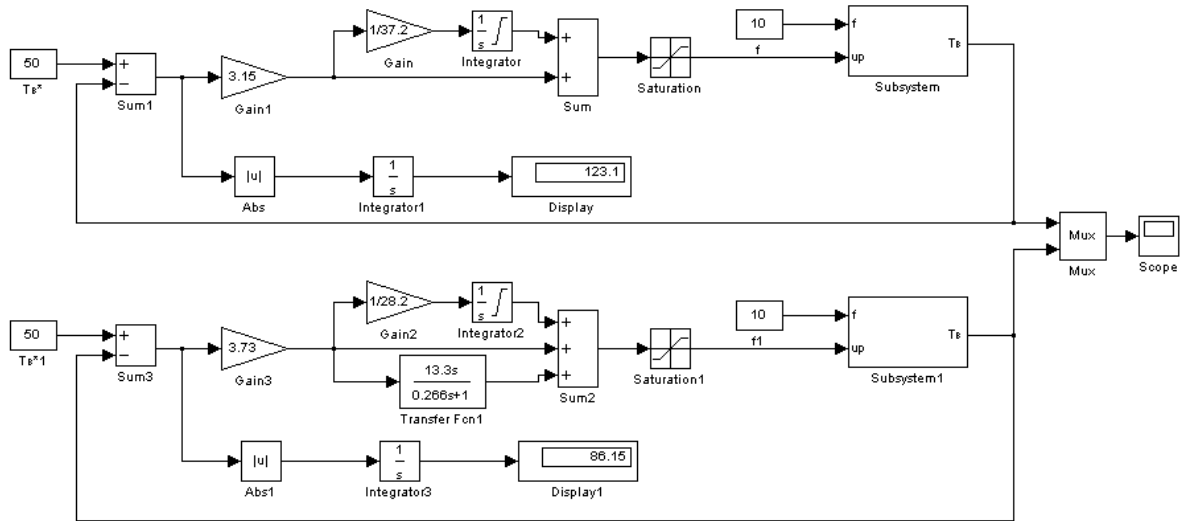 50
Tв*
+
−
Sum1
3.15
Gain1
1/37.2
Gain
1
s
Integrator
+
+
Sum
Saturation
10
f
f
up
Tв
Subsystem
|u|
Abs
1
s
Integrator1
123.1
Display
Mux
Mux
Scope
50
Tв*1
+
−
Sum3
3.73
Gain3
1/28.2
Gain2
1
s
Integrator2
13.3s
0.266s+1
Transfer Fcn1
+
+
+
Sum2
Saturation1
10
f1
f
up
Tв
Subsystem1
|u|
Abs1
1
s
Integrator3
86.15
Display1